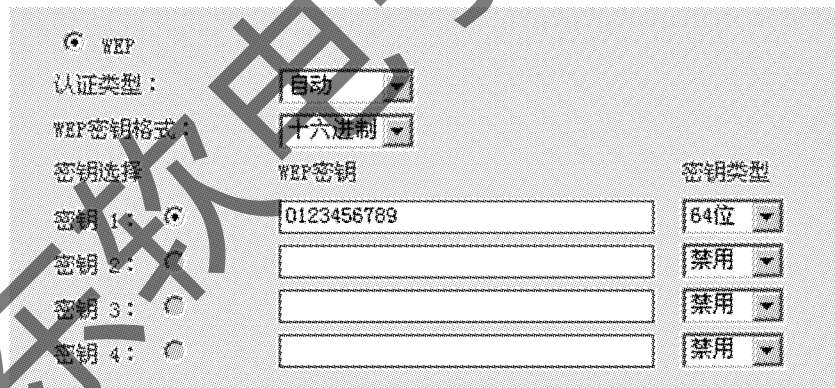 WEP
认证类型： 自动
WEP密钥格式： 十六进制
密钥选择 WEP密钥 密钥类型
密钥 1： 0123456789 64位
密钥 2： 禁用
密钥 3： 禁用
密钥 4： 禁用